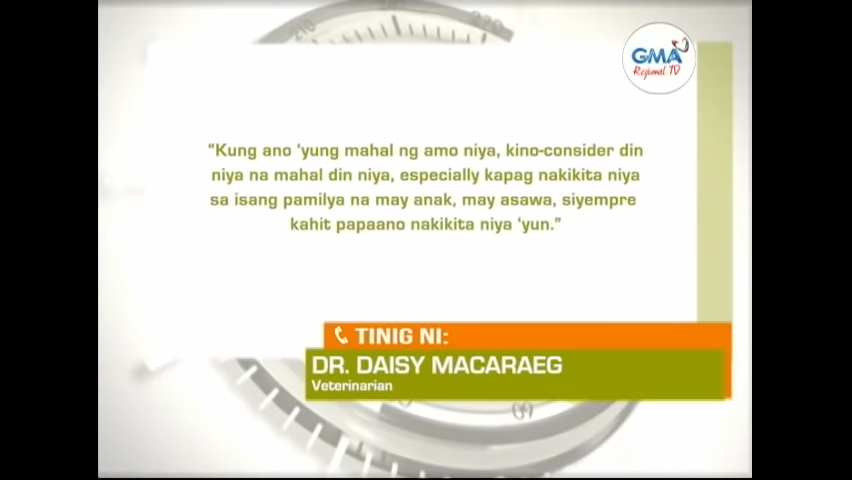 210
220
GMA
Regional TV
"Kung ano 'yung mahal ng amo niya, kino-consider din
niya na mahal din niya, especially kapag nakikita niya
sa isang pamilya na may anak, may asawa, siyempre
kahit papaano nakikita niya 'yun."
TINIG NI:
DR. DAISY MACARAEG
Veterinarian